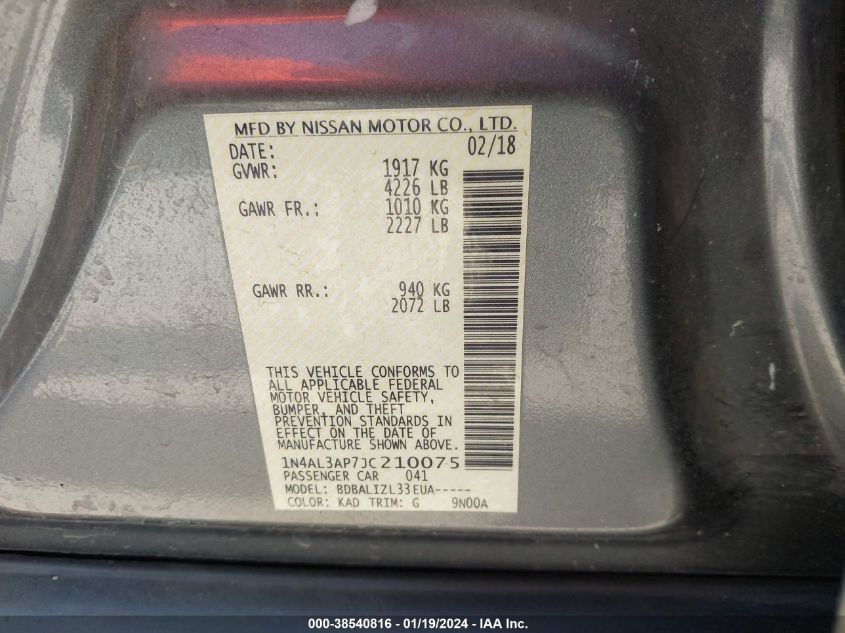 MFD BY NISSAN MOTOR CO., LTD.
DATE: 02/18
GVWR: 1917 KG
4226 LB
GAWR FR.: 1010 KG
2227 LB
GAWR RR.: 940 KG
2072 LB
THIS VEHICLE CONFORMS TO
ALL APPLICABLE FEDERAL
MOTOR VEHICLE SAFETY,
BUMPER, AND THEFT
PREVENTION STANDARDS IN
EFFECT ON THE DATE OF
MANUFACTURE SHOWN ABOVE.
1N4AL3AP7JC210075
PASSENGER CAR 041
MODEL: BDBALIZL33EUA-----
COLOR: KAD TRIM: G 9N00A
000-38540816 - 01/19/2024 - IAA Inc.